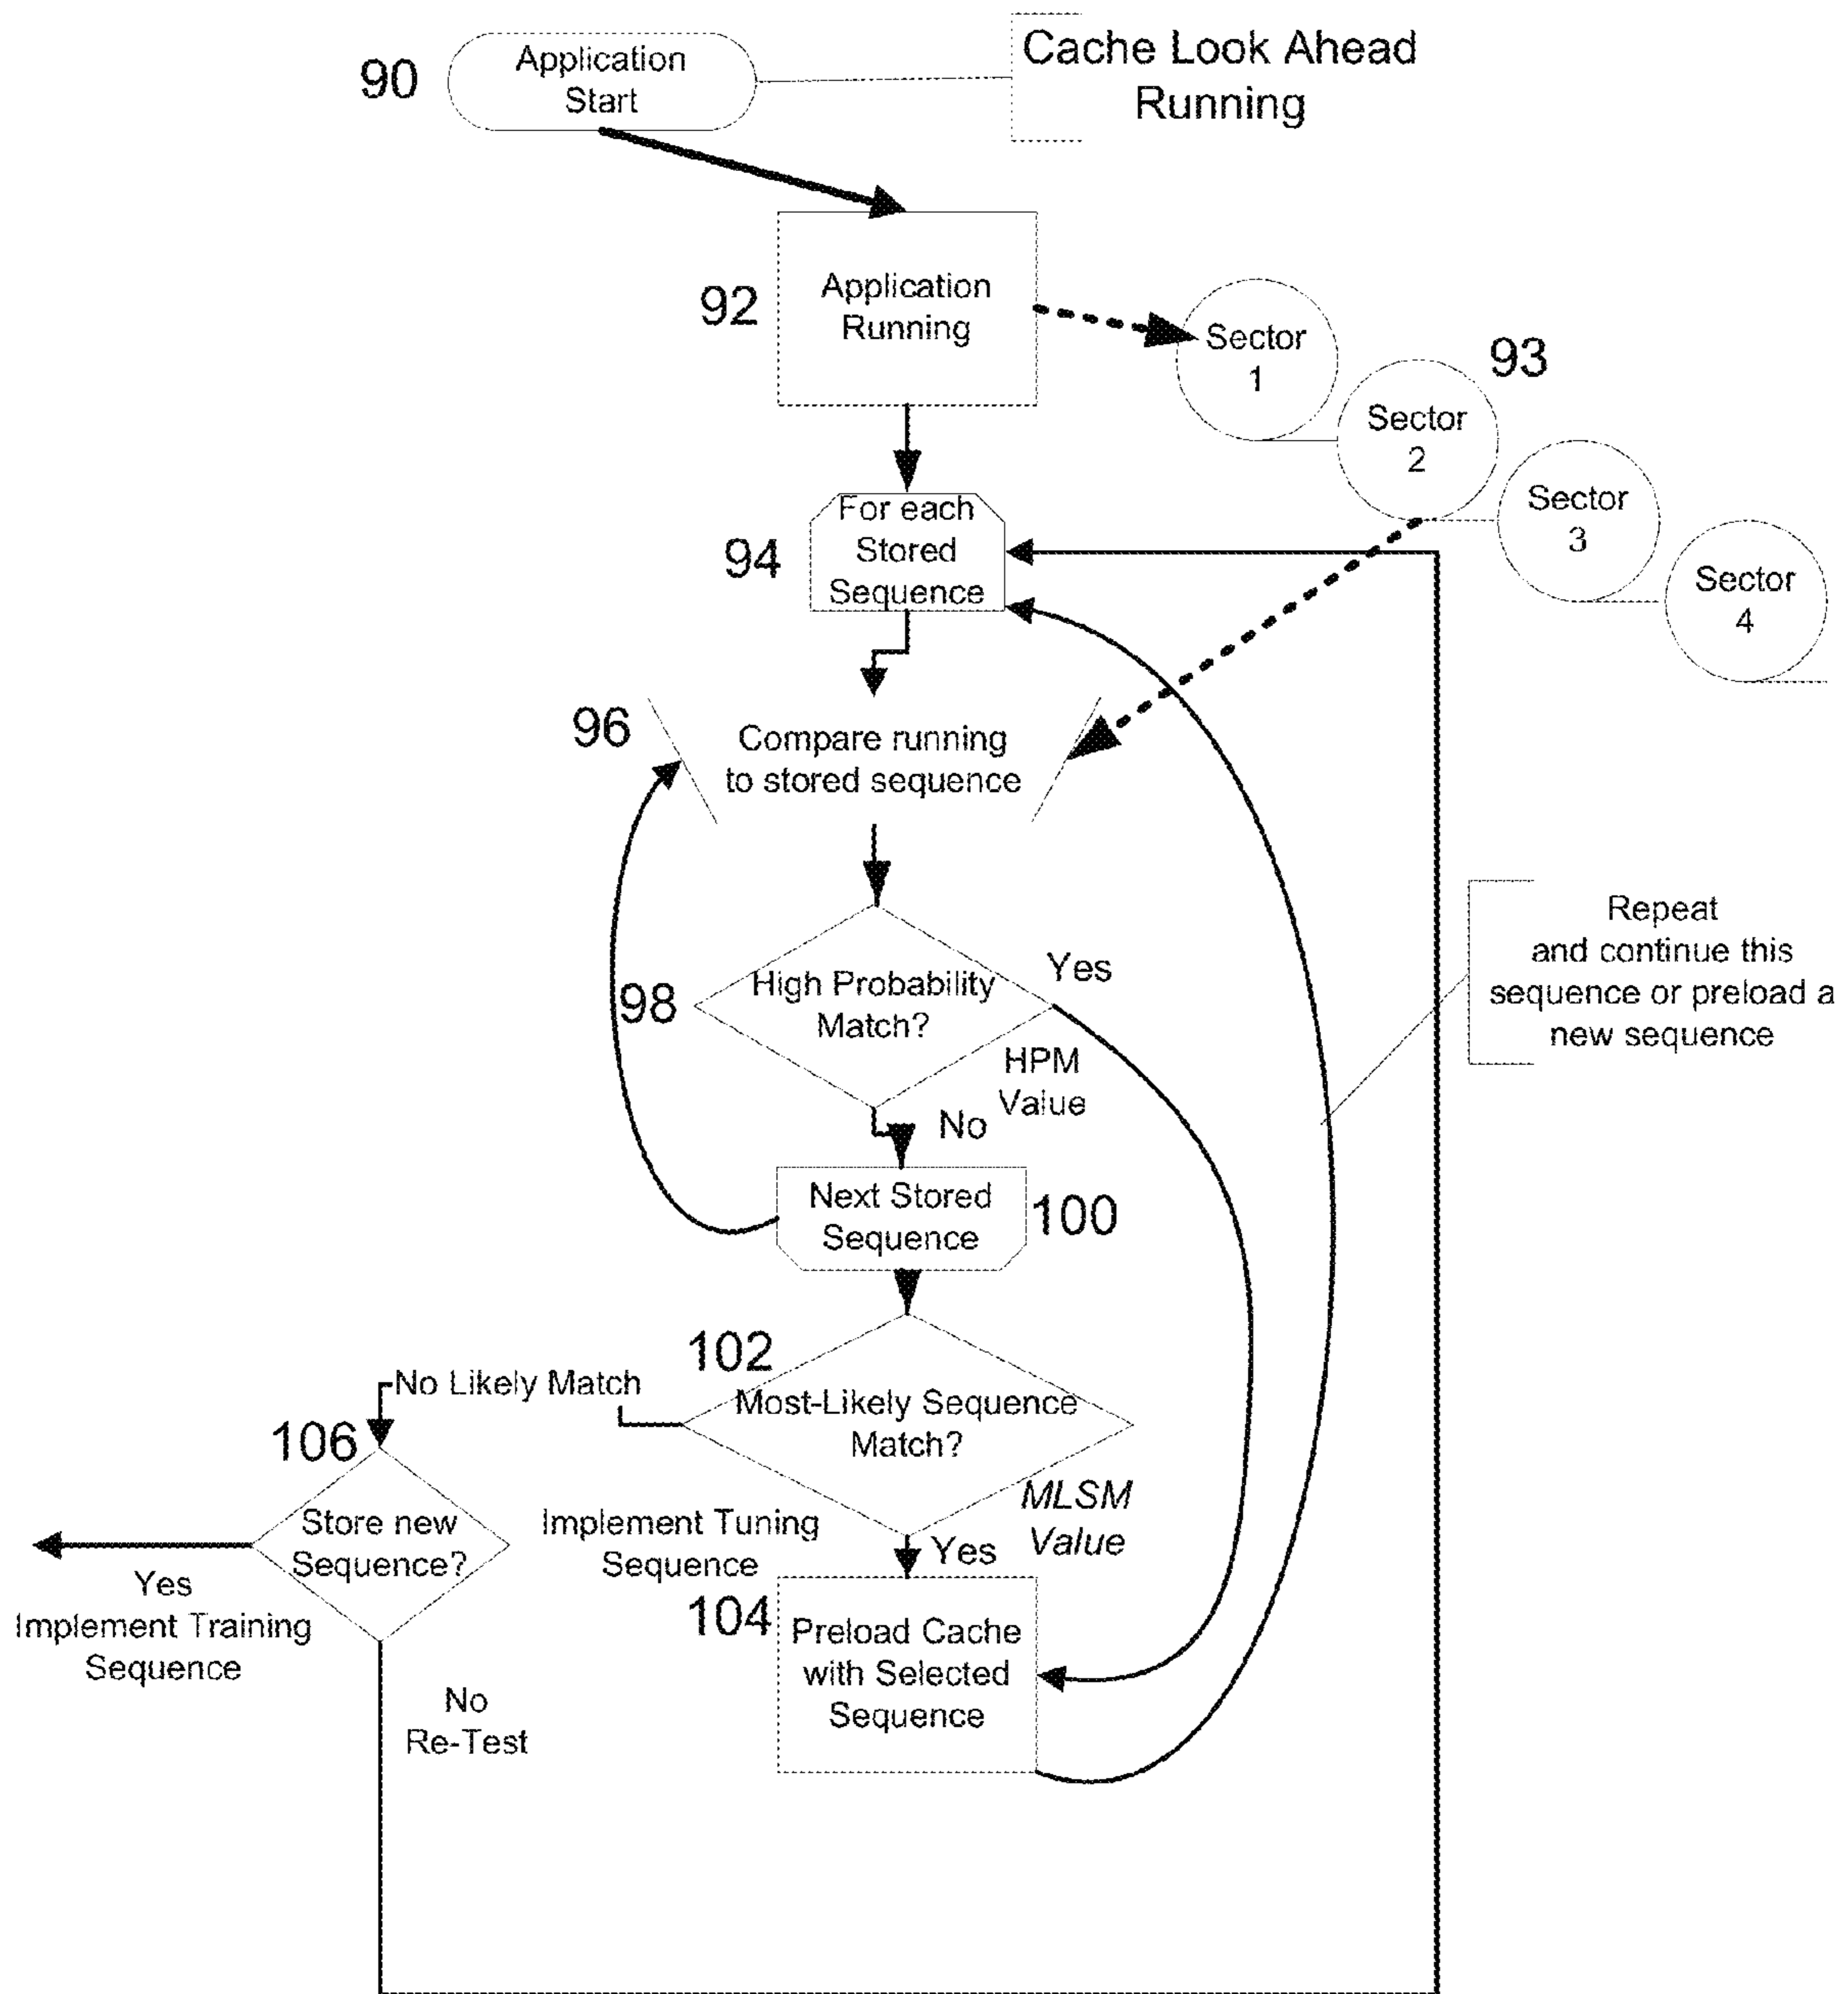 90
Application
Start
Cache Look Ahead
Running
92
Application
Running
Sector
1
93
Sector
2
Sector
3
Sector
4
94
For each
Stored
Sequence
96
Compare running
to stored sequence
98
High Probability
Match?
Yes
HPM
Value
No
Repeat
and continue this
sequence or preload a
new sequence
Next Stored
Sequence
100
102
Most-Likely Sequence
Match?
No Likely Match
MLSM
Value
106
Store new
Sequence?
Yes
Implement Training
Sequence
Implement Tuning
Sequence
Yes
104
Preload Cache
with Selected
Sequence
No
Re-Test